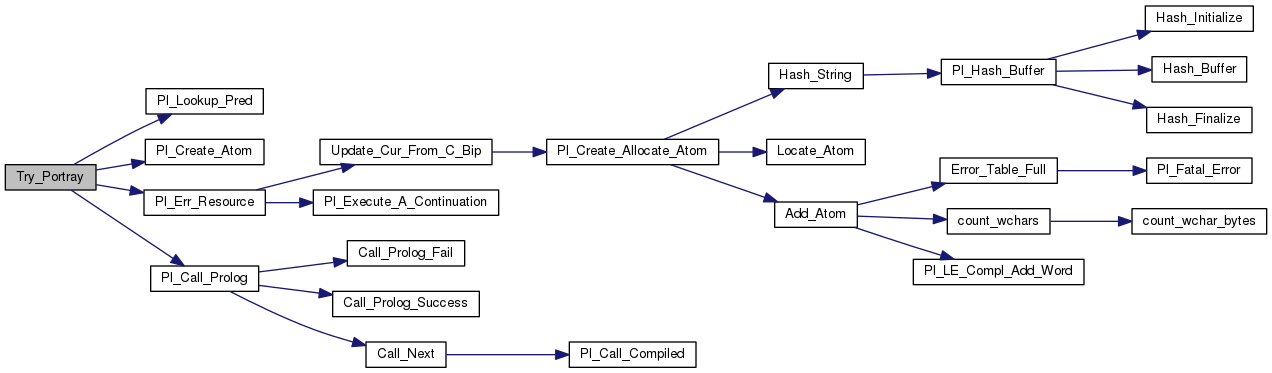 Try_Portray
Pl_Lookup_Pred
Pl_Create_Atom
Pl_Err_Resource
Pl_Call_Prolog
Update_Cur_From_C_Bip
Pl_Execute_A_Continuation
Call_Prolog_Fail
Call_Prolog_Success
Call_Next
Pl_Create_Allocate_Atom
Pl_Call_Compiled
Hash_String
Locate_Atom
Add_Atom
Pl_Hash_Buffer
Error_Table_Full
count_wchars
Pl_LE_Compl_Add_Word
Hash_Initialize
Hash_Buffer
Hash_Finalize
Pl_Fatal_Error
count_wchar_bytes